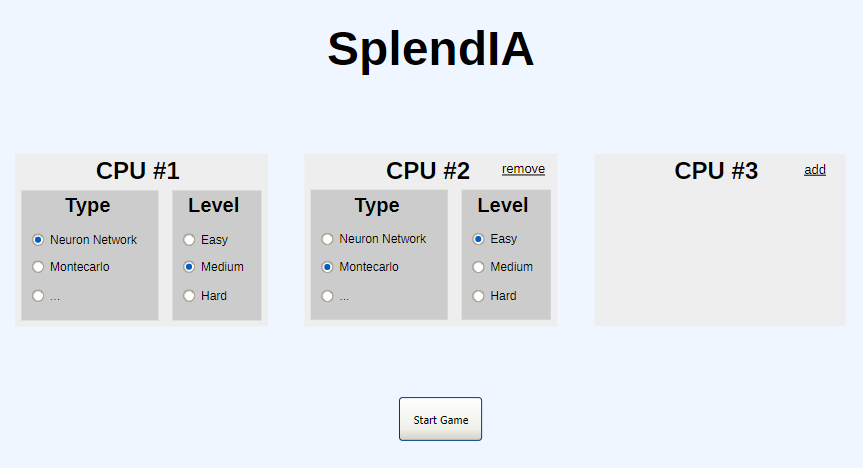 SplendIA
CPU #1
Type
Neuron Network
Montecarlo
...
Level
Easy
Medium
Hard
CPU #2
remove
Type
Neuron Network
Montecarlo
...
Level
Easy
Medium
Hard
CPU #3
add
Start Game